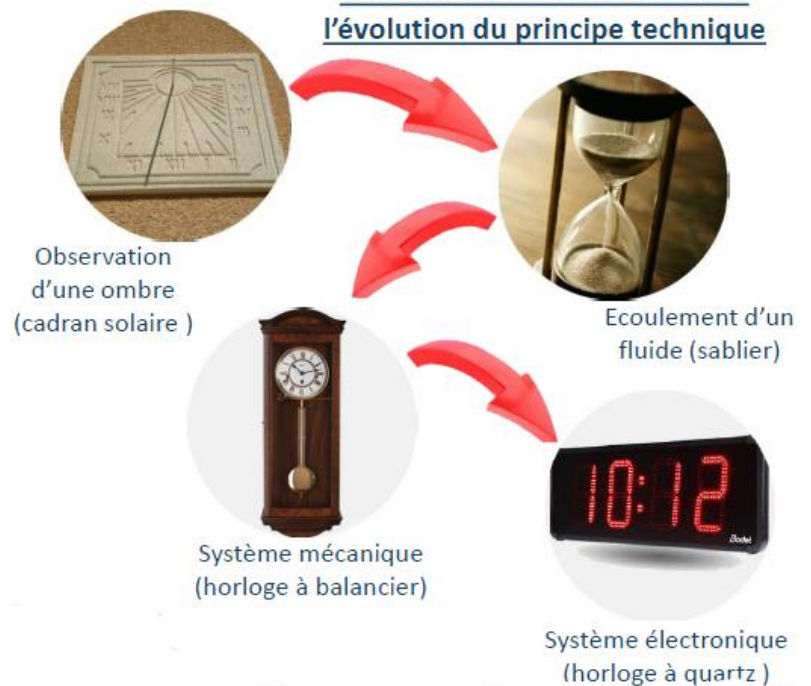 l'évolution du principe technique
Observation
d'une ombre
(cadran solaire )
Ecoulement d'un
fluide (sablier)
Système mécanique
(horloge à balancier)
10:12
Bodet
Système électronique
(horloge à quartz )